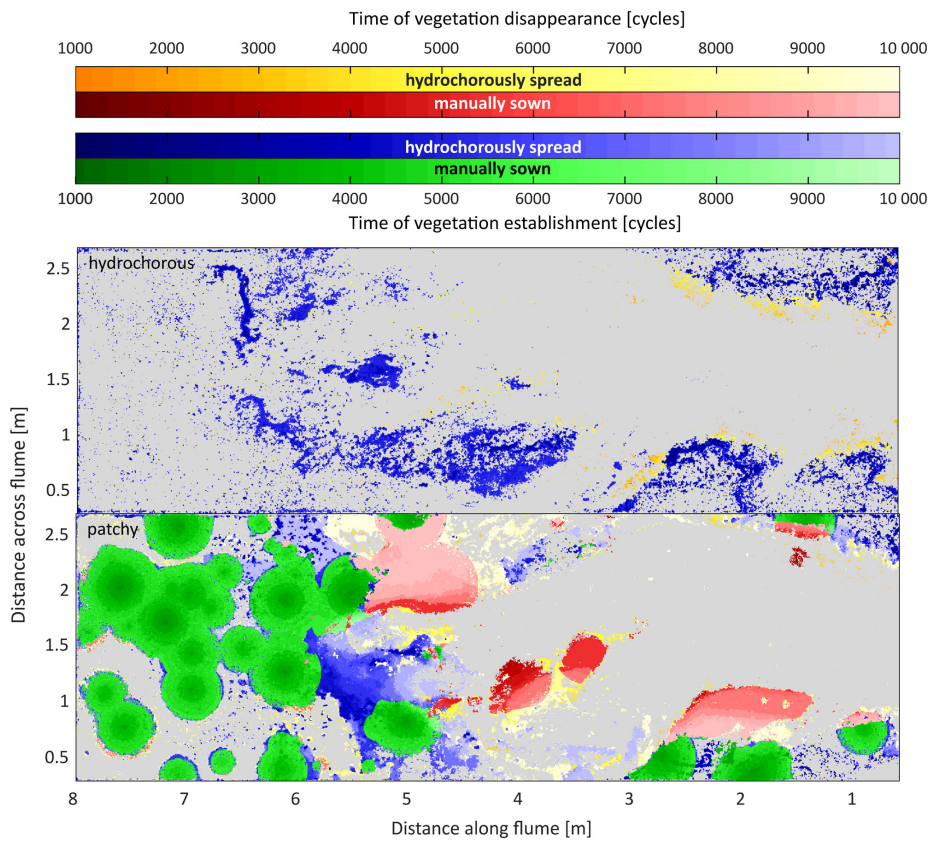 Time of vegetation disappearance [cycles]
1000 2000 3000 4000 5000 6000 7000 8000 9000 10 000
hydrochorously spread
manually sown
hydrochorously spread
manually sown
1000 2000 3000 4000 5000 6000 7000 8000 9000 10 000
Time of vegetation establishment [cycles]
hydrochorous
2.5
2
1.5
1
0.5
patchy
2.5
2
1.5
1
0.5
Distance across flume [m]
8 7 6 5 4 3 2 1
Distance along flume [m]